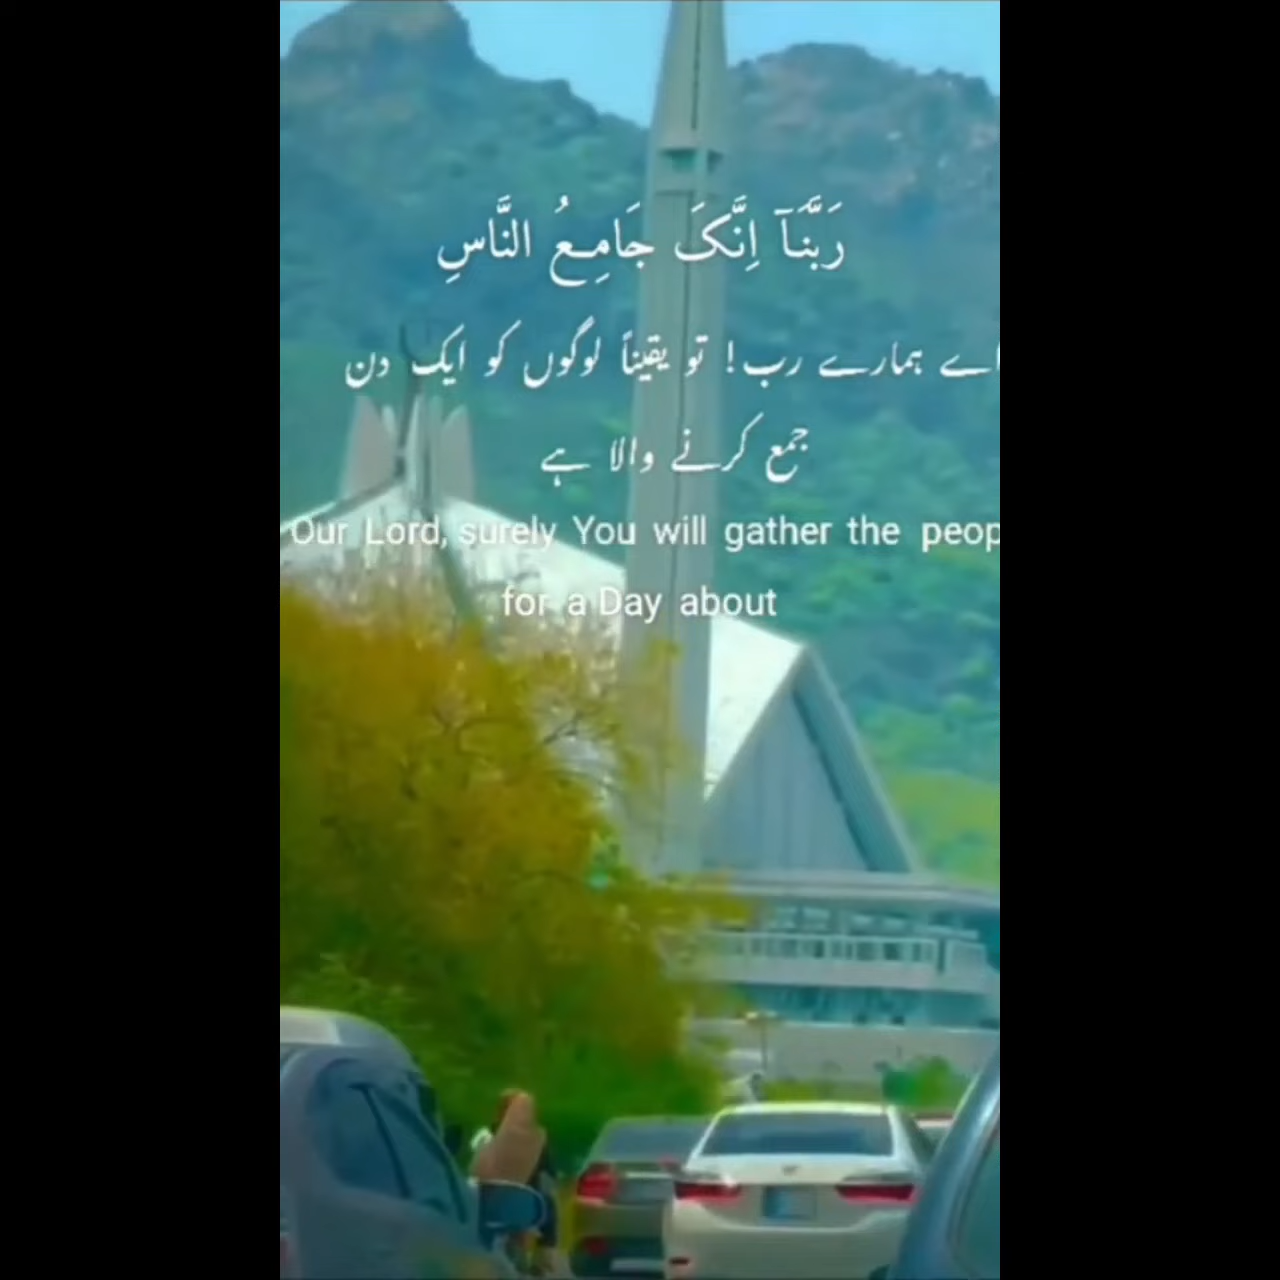 رَبَّنَآ اِنَّکَ جَامِعُ النَّاسِ
اے ہمارے رب! تو یقیناً لوگوں کو ایک دن
جمع کرنے والا ہے
Our Lord, surely You will gather the peop
for a Day about